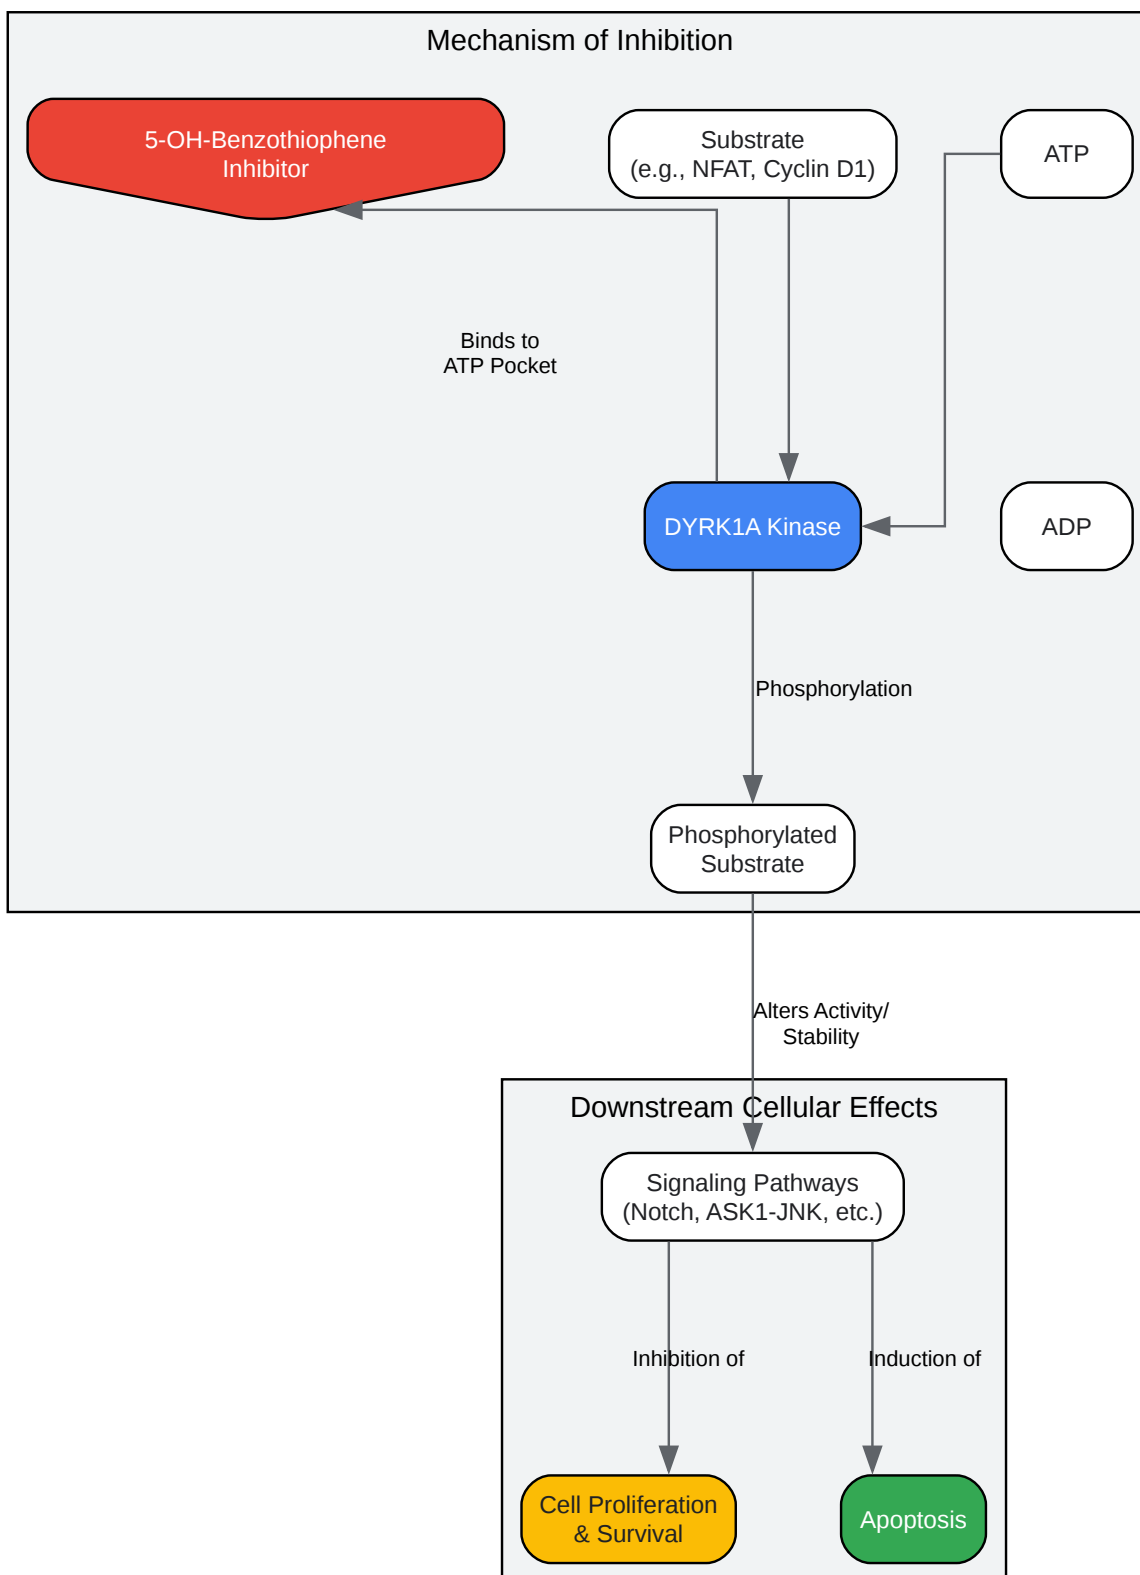 Mechanism of Inhibition
5-OH-Benzothiophene
Inhibitor
Substrate
(e.g., NFAT, Cyclin D1)
ATP
Binds to
ATP Pocket
DYRK1A Kinase
ADP
Phosphorylation
Phosphorylated
Substrate
Alters Activity/
Stability
Downstream Cellular Effects
Signaling Pathways
(Notch, ASK1-JNK, etc.)
Inhibition of
Induction of
Cell Proliferation
& Survival
Apoptosis